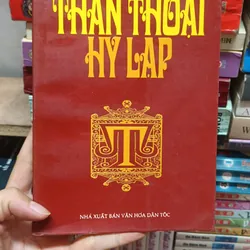 THẦN THOẠI
HY LẠP
T
NHÀ XUẤT BẢN VĂN HÓA DÂN TỘC